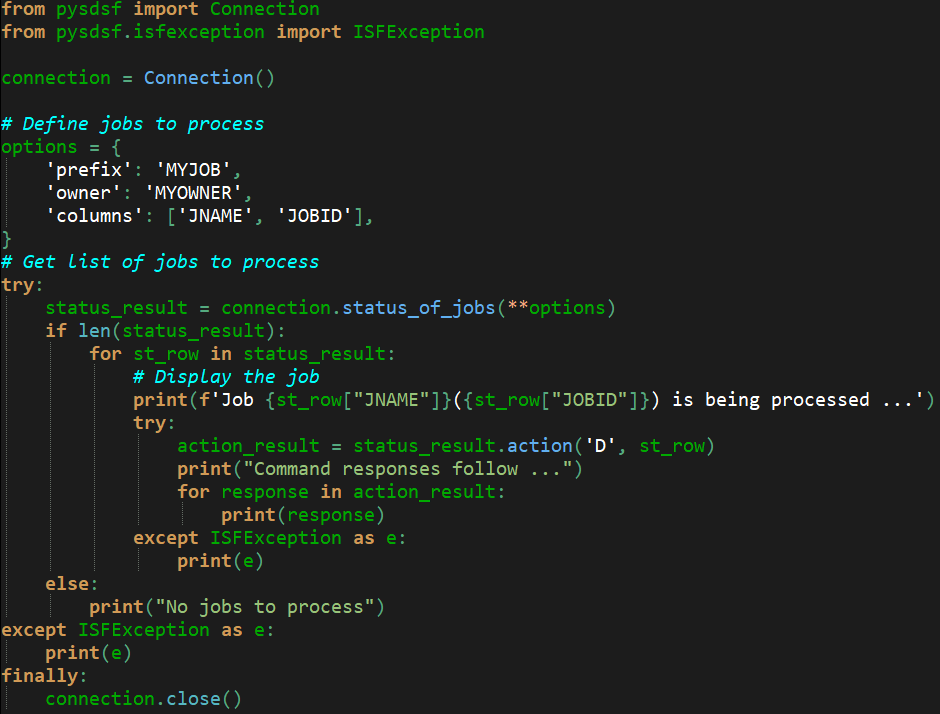 from pysdsf import Connection
from pysdsf.isfexception import ISFException

connection = Connection()

# Define jobs to process
options = {
    'prefix': 'MYJOB',
    'owner': 'MYOWNER',
    'columns': ['JNAME', 'JOBID'],
}
# Get list of jobs to process
try:
    status_result = connection.status_of_jobs(**options)
    if len(status_result):
        for st_row in status_result:
            # Display the job
            print(f'Job {st_row["JNAME"]}({st_row["JOBID"]}) is being processed ...')
            try:
                action_result = status_result.action('D', st_row)
                print("Command responses follow ...")
                for response in action_result:
                    print(response)
            except ISFException as e:
                print(e)
    else:
        print("No jobs to process")
except ISFException as e:
    print(e)
finally:
    connection.close()